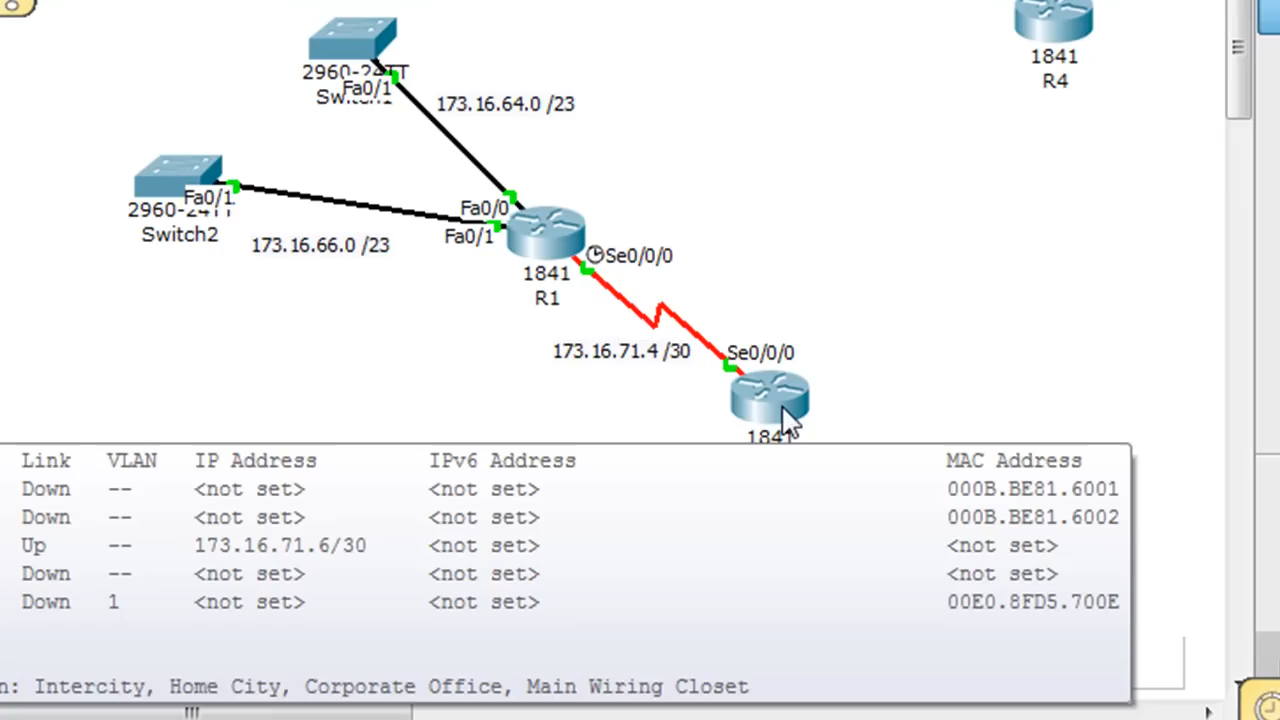 1841
R4
2960-24TT
Fa0/1
Switch1
173.16.64.0 /23
Fa0/1
2960-24TT
Switch2
173.16.66.0 /23
Fa0/0
Fa0/1
Se0/0/0
1841
R1
173.16.71.4 /30
Se0/0/0
1841
Link VLAN IP Address IPv6 Address MAC Address
Down -- <not set> <not set> 000B.BE81.6001
Down -- <not set> <not set> 000B.BE81.6002
Up -- 173.16.71.6/30 <not set> <not set>
Down -- <not set> <not set> <not set>
Down 1 <not set> <not set> 00E0.8FD5.700E
n: Intercity, Home City, Corporate Office, Main Wiring Closet